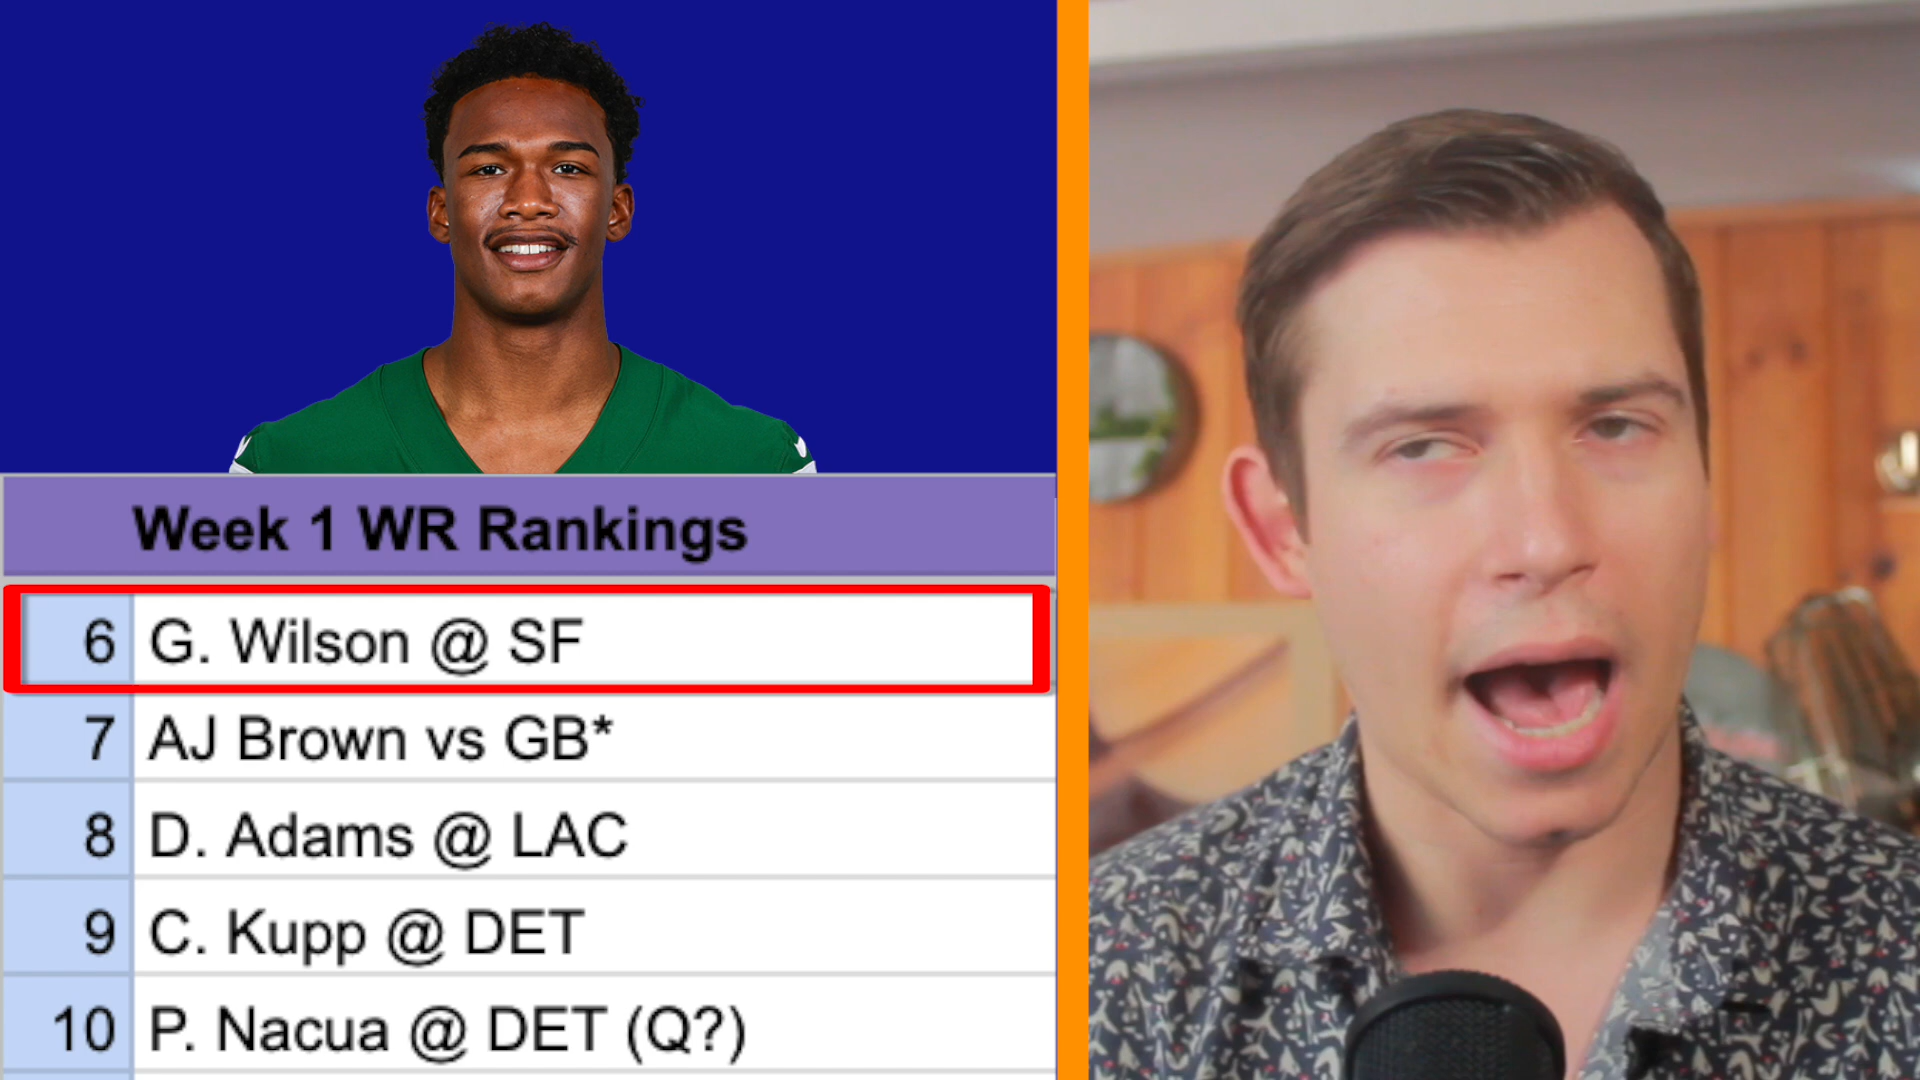 Week 1 WR Rankings
6 G. Wilson @ SF
7 AJ Brown vs GB*
8 D. Adams @ LAC
9 C. Kupp @ DET
10 P. Nacua @ DET (Q?)